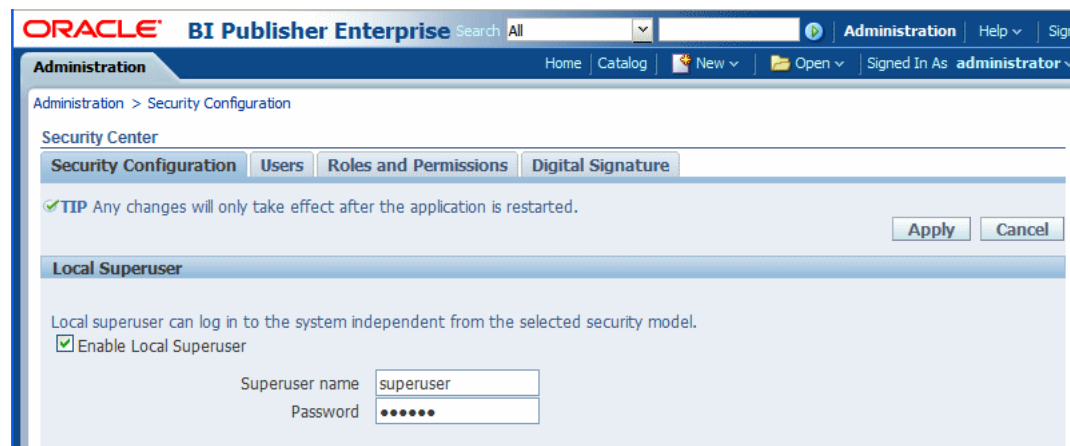 ORACLE BI Publisher Enterprise Search All Administration Help
Administration Home Catalog New Open Signed In As administrator
Administration > Security Configuration
Security Center
Security Configuration Users Roles and Permissions Digital Signature
TIP Any changes will only take effect after the application is restarted.
Apply Cancel
Local Superuser
Local superuser can log in to the system independent from the selected security model.
Enable Local Superuser
Superuser name superuser
Password ●●●●●●